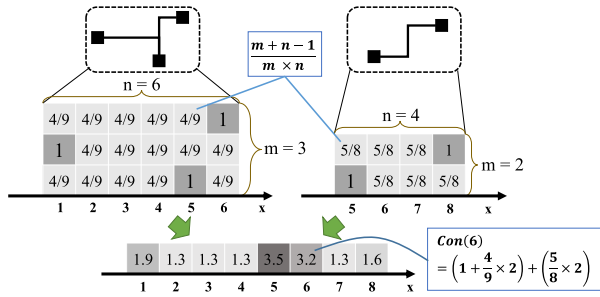 m + n − 1
m × n
n = 6
4/9 4/9 4/9 4/9 4/9 1
1 4/9 4/9 4/9 4/9 4/9
4/9 4/9 4/9 4/9 1 4/9
m = 3
1 2 3 4 5 6 x
n = 4
5/8 5/8 5/8 1
1 5/8 5/8 5/8
m = 2
5 6 7 8 x
1.9 1.3 1.3 1.3 3.5 3.2 1.3 1.6
1 2 3 4 5 6 7 8 x
Con(6)
= (1 + 4/9 × 2) + (5/8 × 2)